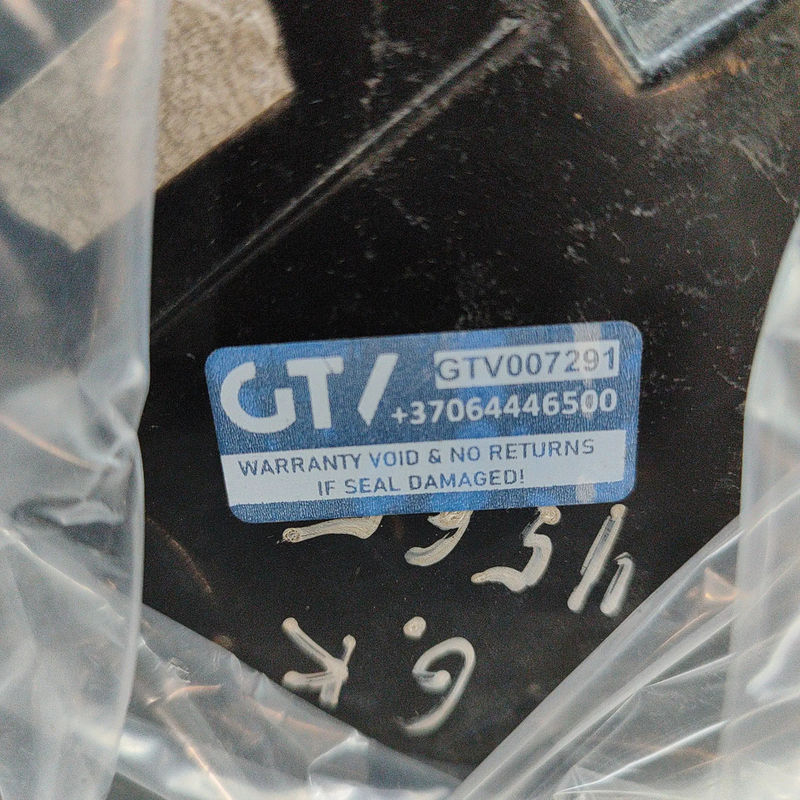 GTV GTV007291
+37064446500
WARRANTY VOID & NO RETURNS
IF SEAL DAMAGED!